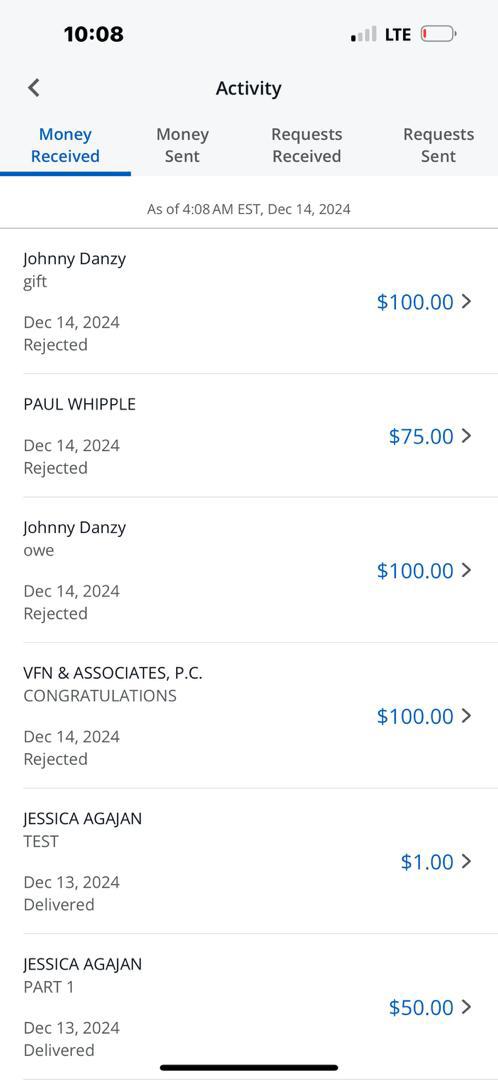 10:08
LTE
Activity
Money Received
Money Sent
Requests Received
Requests Sent
As of 4:08 AM EST, Dec 14, 2024
Johnny Danzy
gift
$100.00
Dec 14, 2024
Rejected
PAUL WHIPPLE
$75.00
Dec 14, 2024
Rejected
Johnny Danzy
owe
$100.00
Dec 14, 2024
Rejected
VFN & ASSOCIATES, P.C.
CONGRATULATIONS
$100.00
Dec 14, 2024
Rejected
JESSICA AGAJAN
TEST
$1.00
Dec 13, 2024
Delivered
JESSICA AGAJAN
PART 1
$50.00
Dec 13, 2024
Delivered